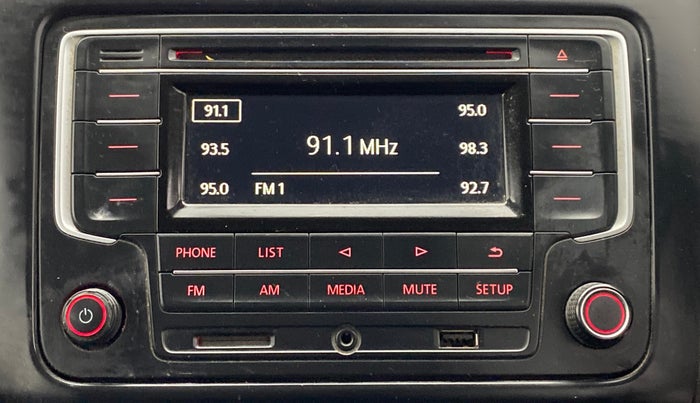 91.1 95.0
93.5 91.1 MHz 98.3
95.0 FM 1 92.7
PHONE LIST
FM AM MEDIA MUTE SETUP